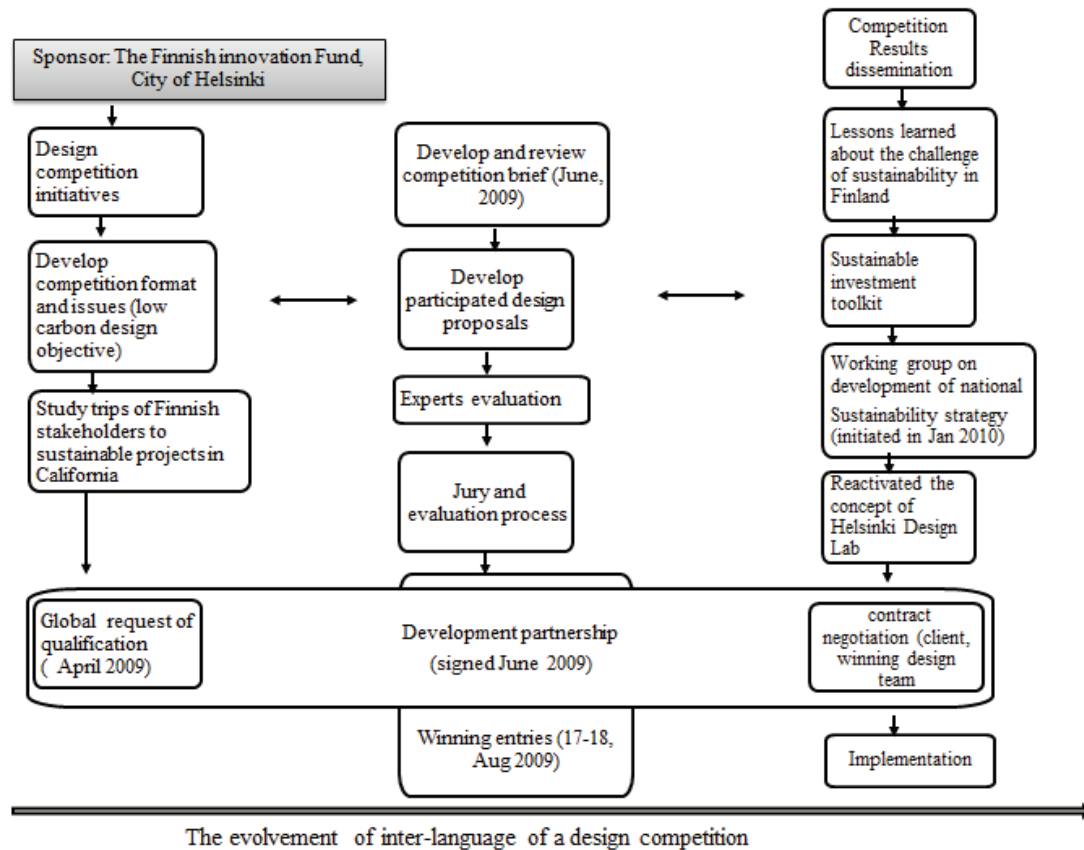 Sponsor: The Finnish innovation Fund,
City of Helsinki
Design
competition
initiatives
Develop
competition format
and issues (low
carbon design
objective)
Study trips of Finnish
stakeholders to
sustainable projects in
California
Global request of
qualification
( April 2009)
Develop and review
competition brief (June,
2009)
Develop
participated design
proposals
Experts evaluation
Jury and
evaluation process
Development partnership
(signed June 2009)
Winning entries (17-18,
Aug 2009)
Competition
Results
dissemination
Lessons learned
about the challenge
of sustainability in
Finland
Sustainable
investment
toolkit
Working group on
development of national
Sustainability strategy
(initiated in Jan 2010)
Reactivated the
concept of
Helsinki Design
Lab
contract
negotiation (client,
winning design
team
Implementation
The evolvement of inter-language of a design competition